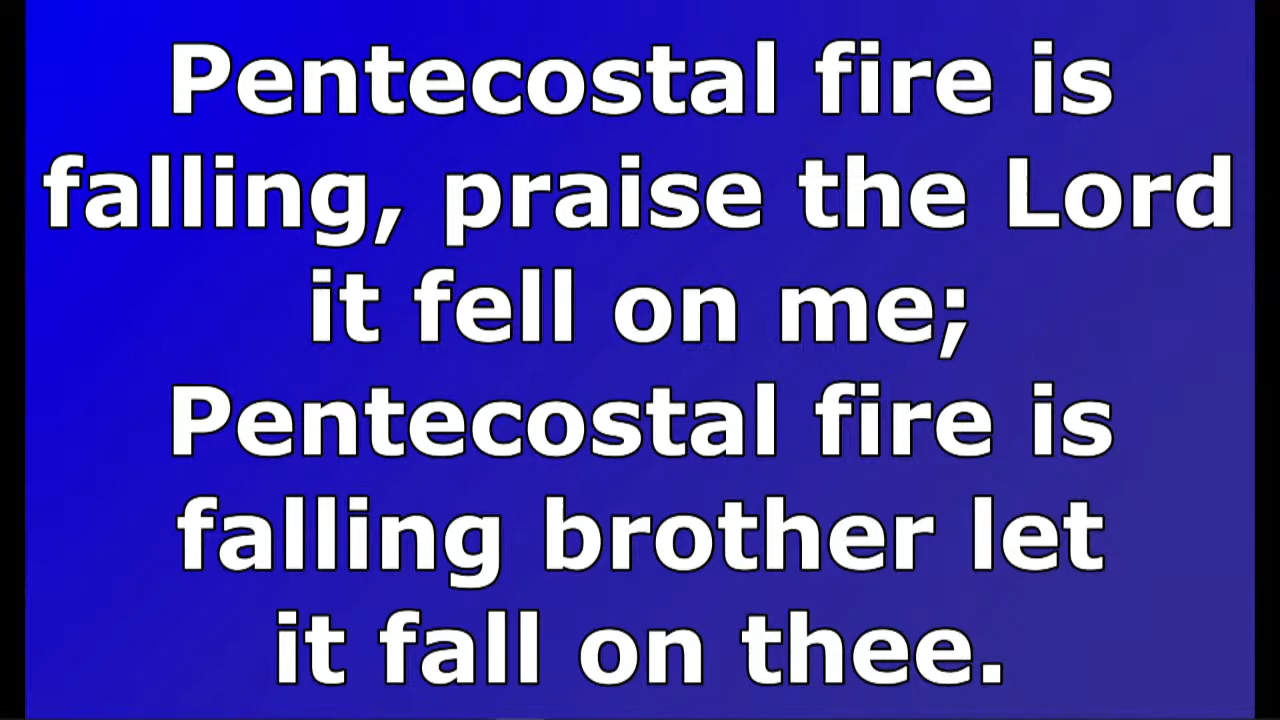 Pentecostal fire is
falling, praise the Lord
it fell on me;
Pentecostal fire is
falling brother let
it fall on thee.